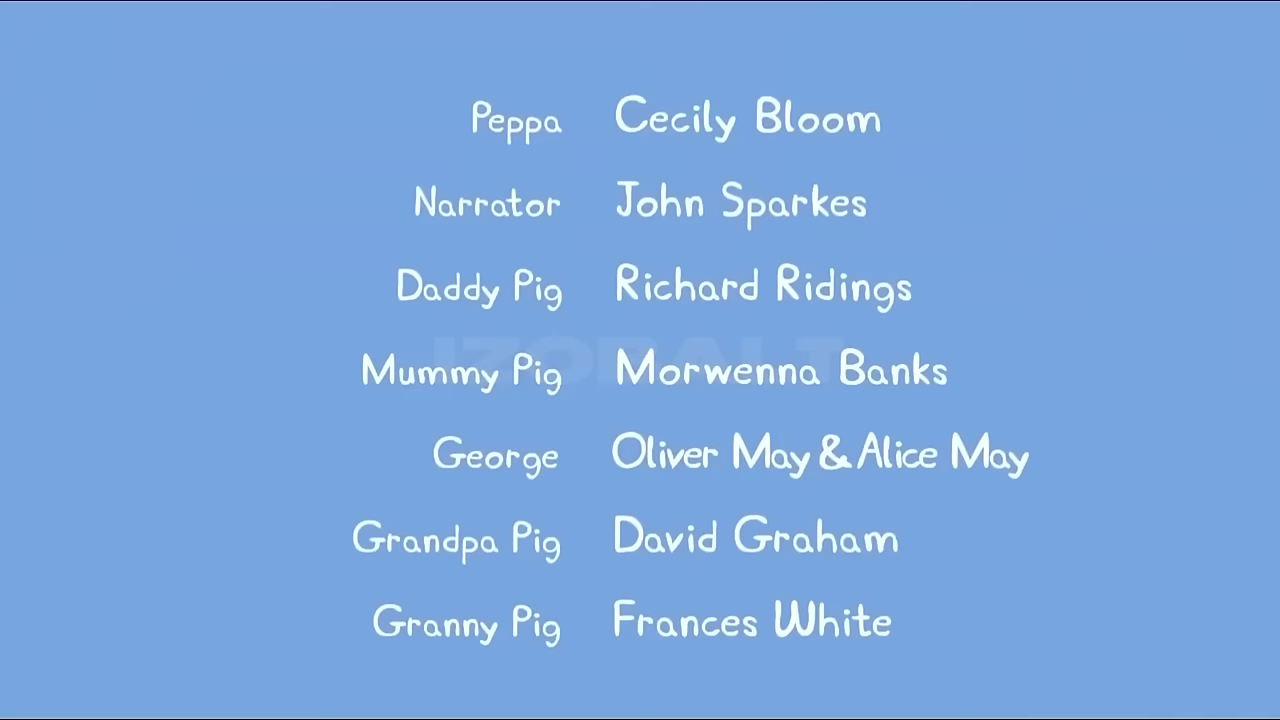 Peppa Cecily Bloom
Narrator John Sparkes
Daddy Pig Richard Ridings
Mummy Pig Morwenna Banks
George Oliver May & Alice May
Grandpa Pig David Graham
Granny Pig Frances White
IZOBALT